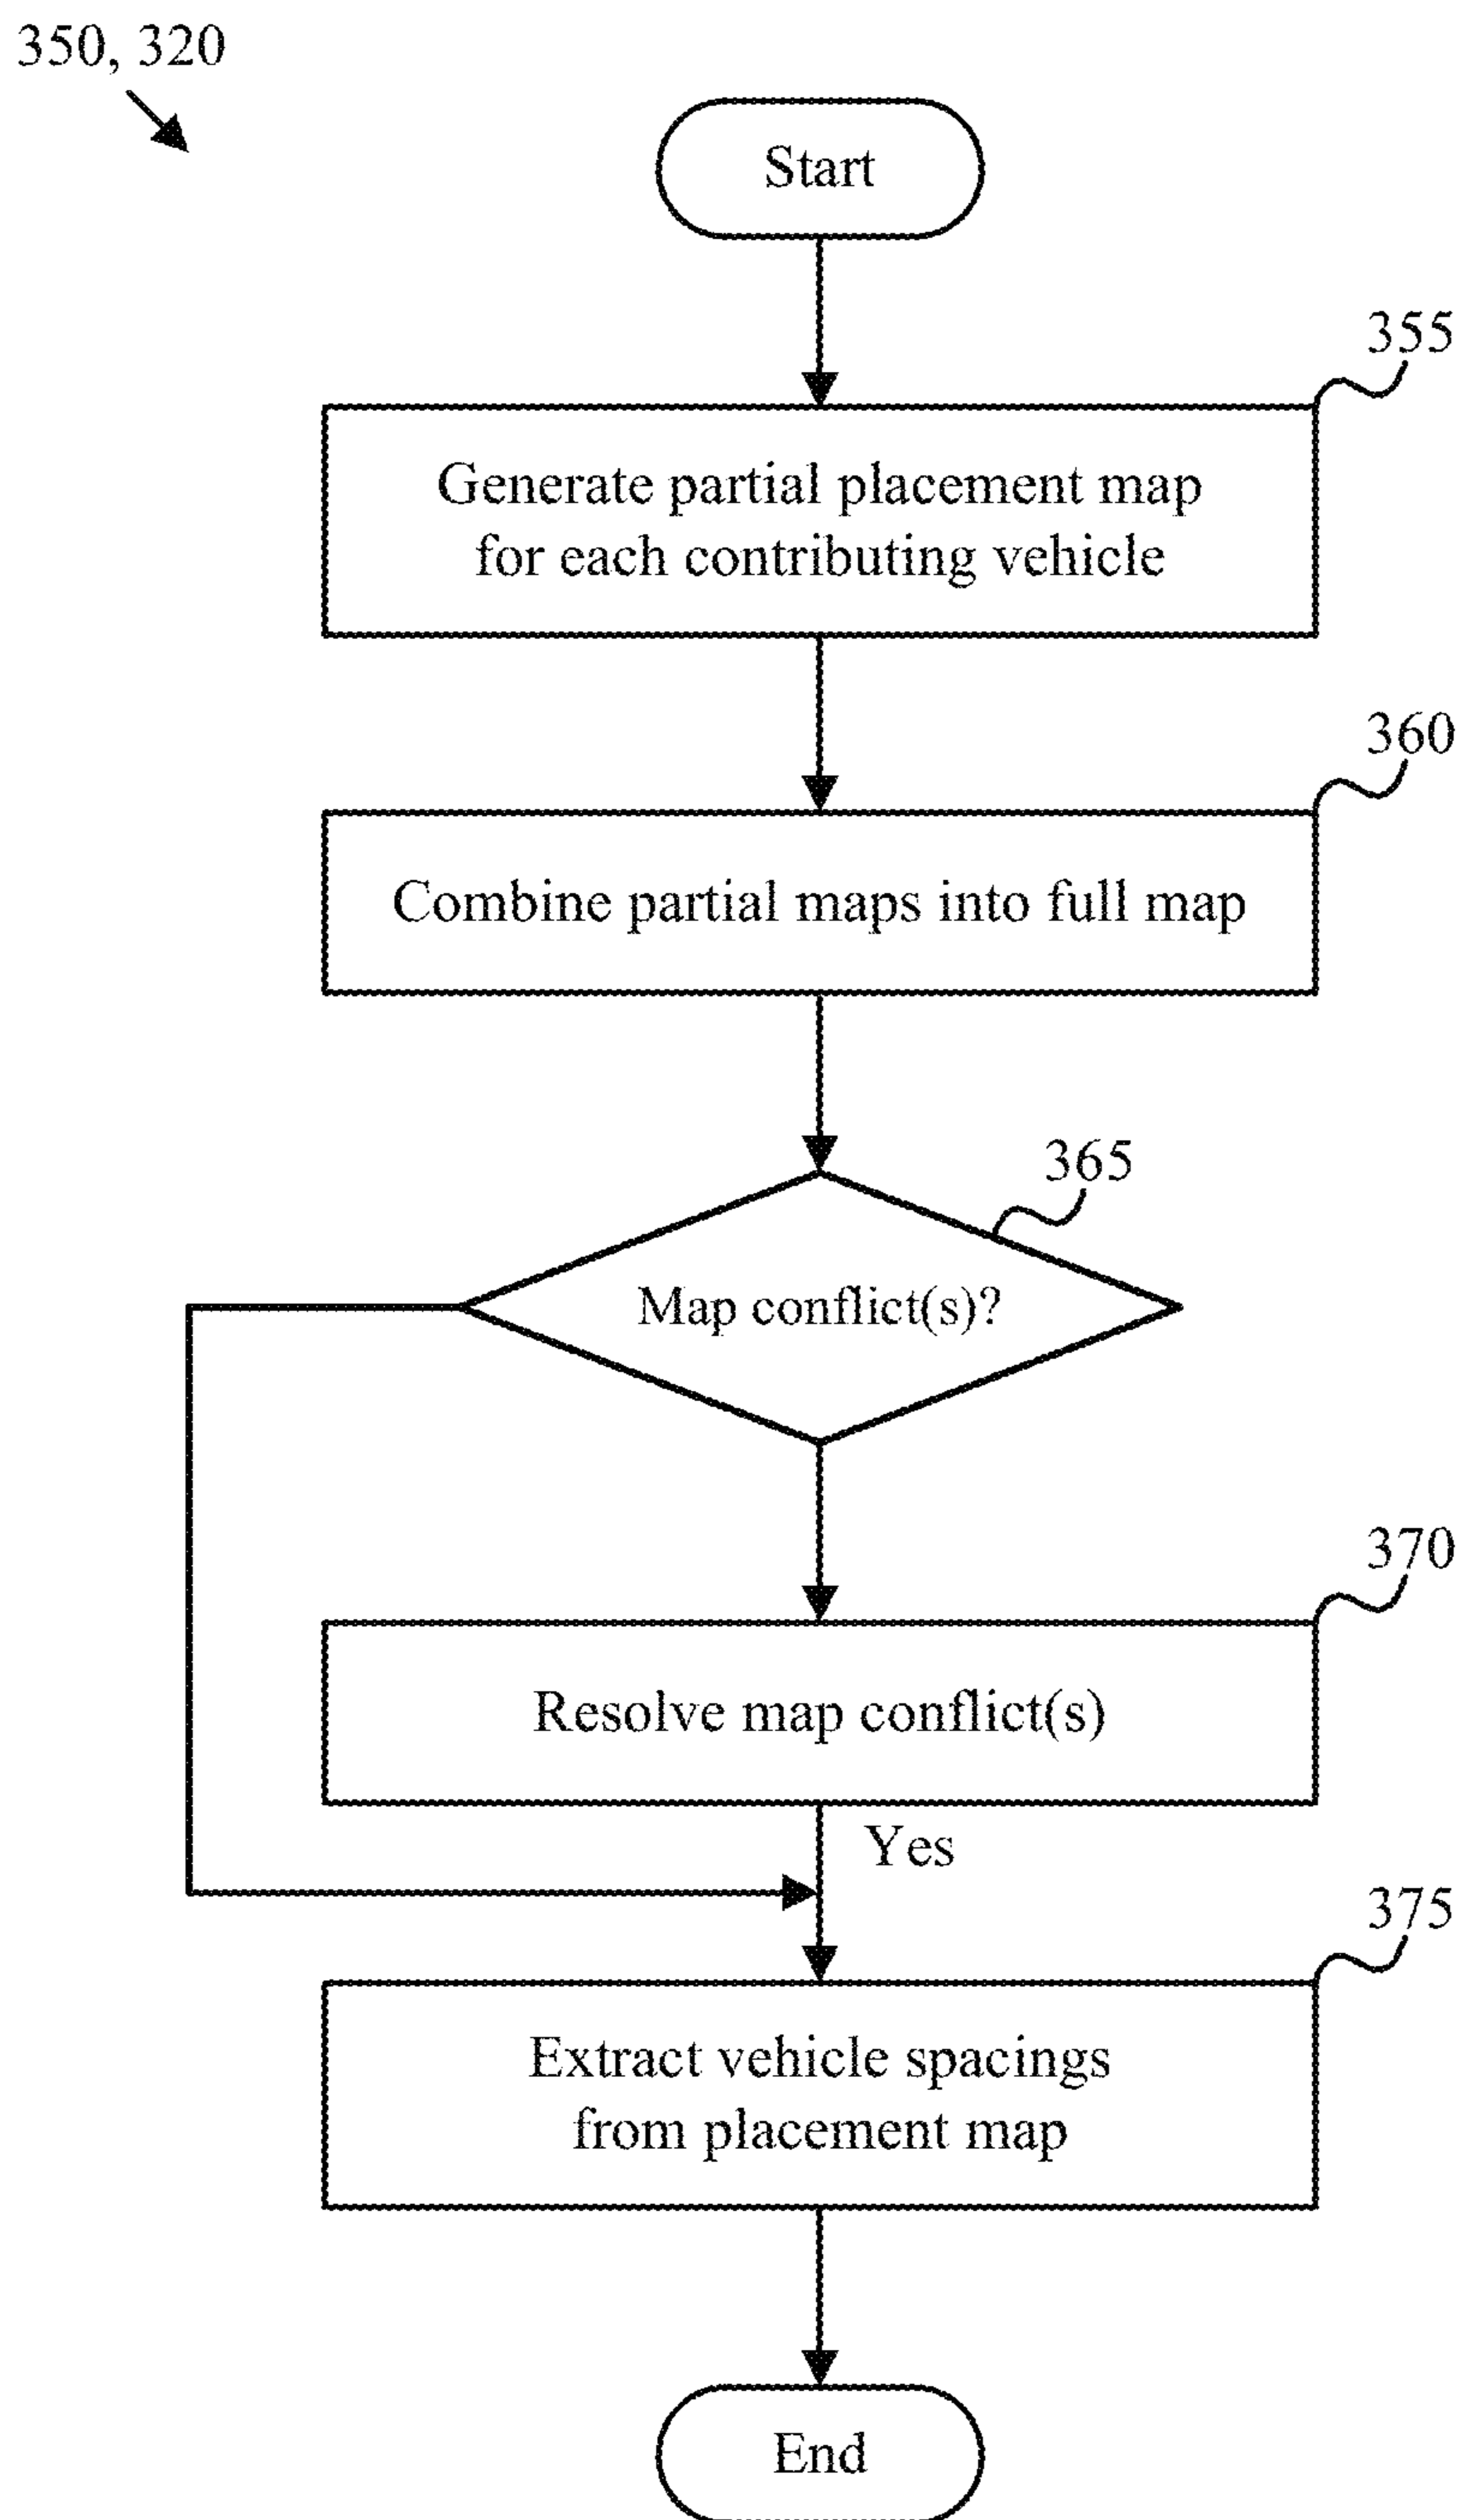 350, 320
Start
355
Generate partial placement map
for each contributing vehicle
360
Combine partial maps into full map
365
Map conflict(s)?
370
Resolve map conflict(s)
Yes
375
Extract vehicle spacings
from placement map
End